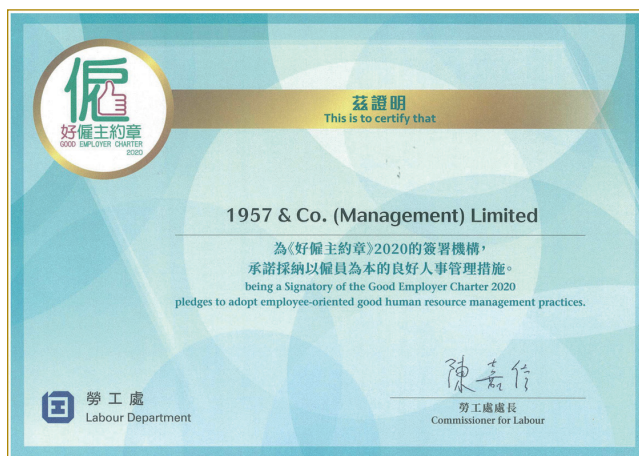 僱
好僱主約章
GOOD EMPLOYER CHARTER
2020
茲證明
This is to certify that
1957 & Co. (Management) Limited
為《好僱主約章》2020的簽署機構，
承諾採納以僱員為本的良好人事管理措施。
being a Signatory of the Good Employer Charter 2020
pledges to adopt employee-oriented good human resource management practices.
陳嘉信
勞工處處長
Commissioner for Labour
勞工處
Labour Department